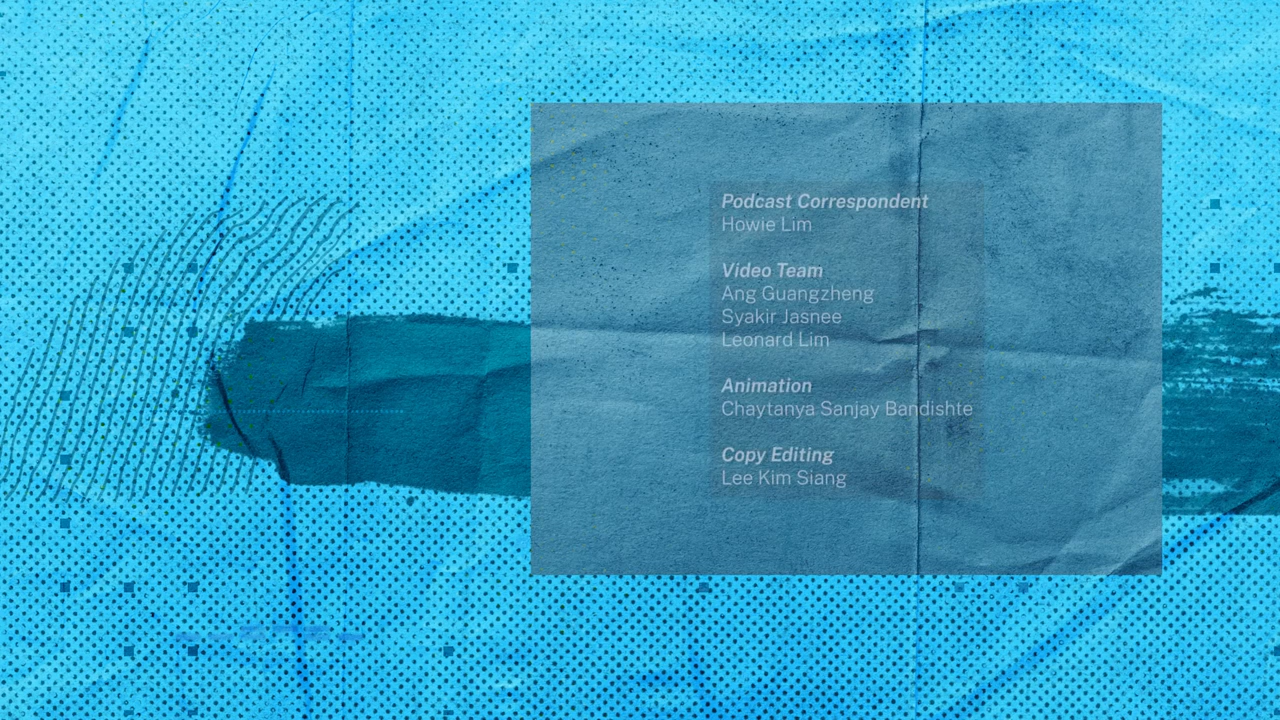 Podcast Correspondent
Howie Lim
Video Team
Ang Guangzheng
Syakir Jasnee
Leonard Lim
Animation
Chaytanya Sanjay Bandishte
Copy Editing
Lee Kim Siang